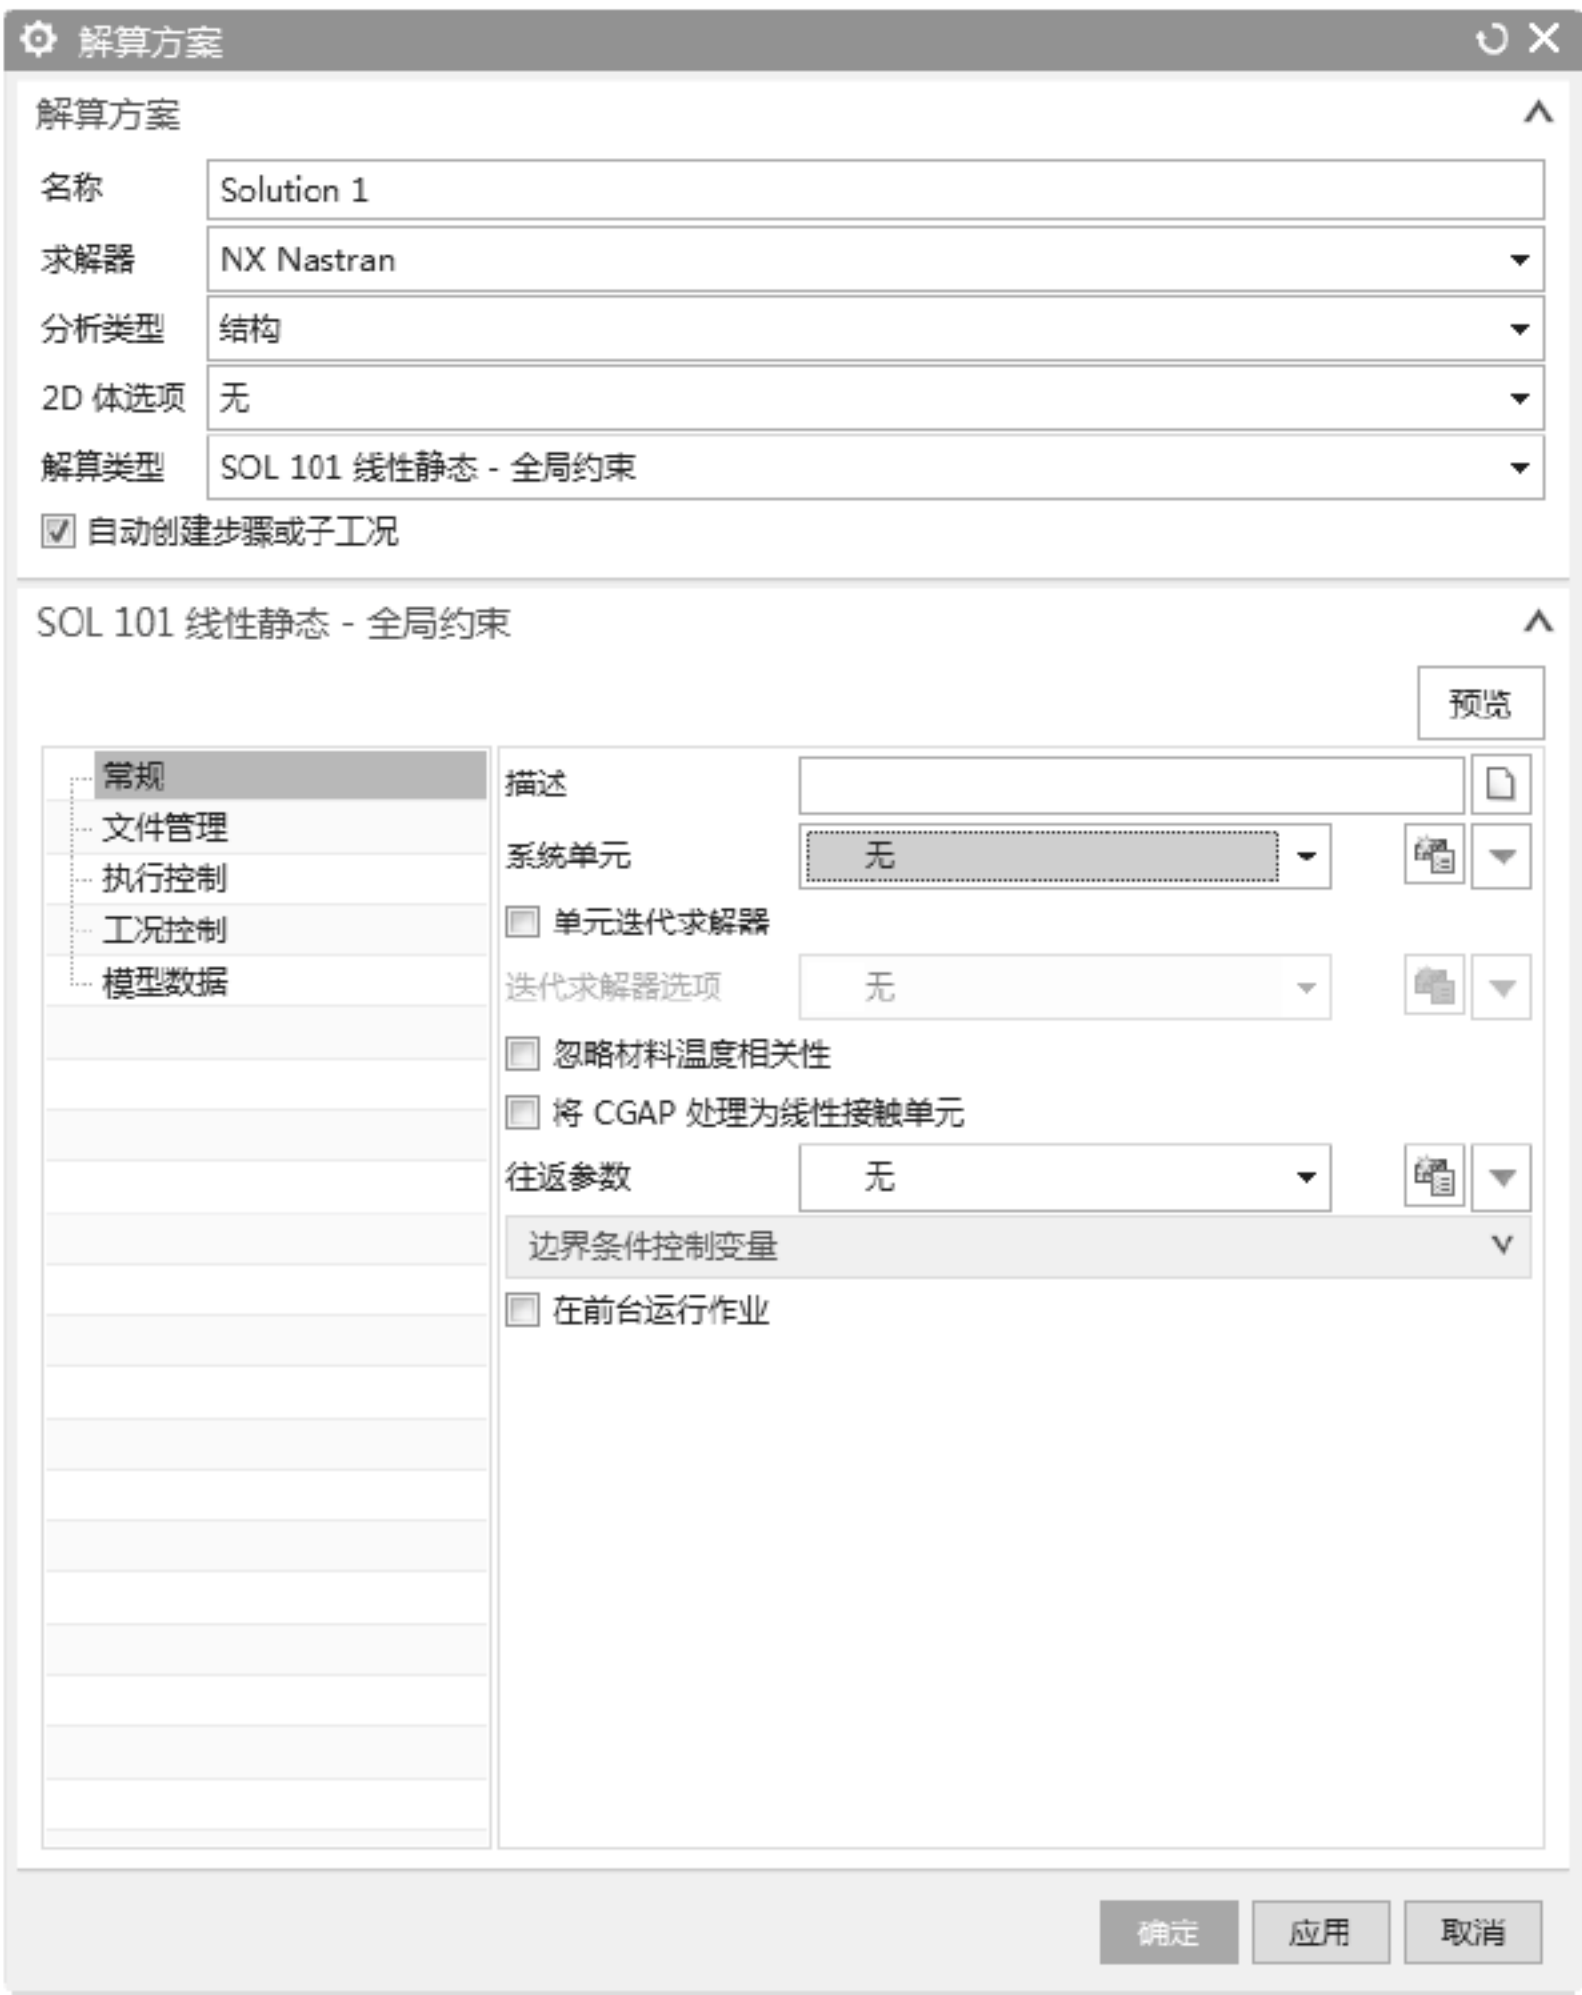 解算方案
解算方案
名称 Solution 1
求解器 NX Nastran
分析类型 结构
2D 体选项 无
解算类型 SOL 101 线性静态 - 全局约束
自动创建步骤或子工况
SOL 101 线性静态 - 全局约束
预览
常规
文件管理
执行控制
工况控制
模型数据
描述
系统单元 无
单元迭代求解器
迭代求解器选项 无
忽略材料温度相关性
将 CGAP 处理为线性接触单元
往返参数 无
边界条件控制变量
在前台运行作业
确定 应用 取消